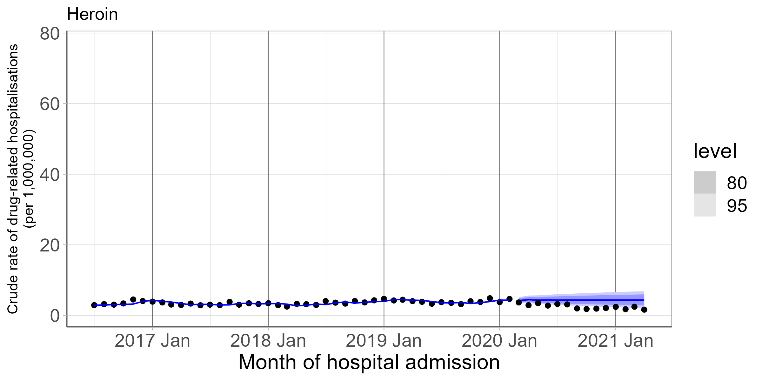 Heroin
Crude rate of drug-related hospitalisations
(per 1,000,000)
80
60
40
20
0
2017 Jan
2018 Jan
2019 Jan
2020 Jan
2021 Jan
Month of hospital admission
level
80
95